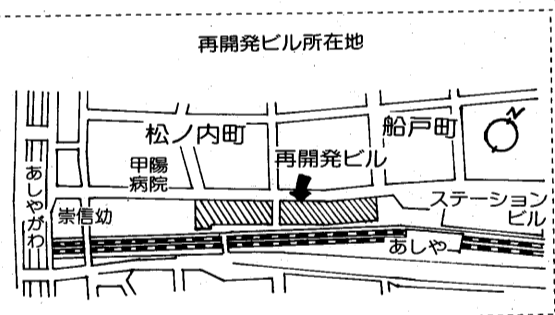 再開発ビル所在地
松ノ内町
船戸町
N
甲陽
病院
再開発ビル
あしやがわ
崇信幼
ステーション
ビル
あしや